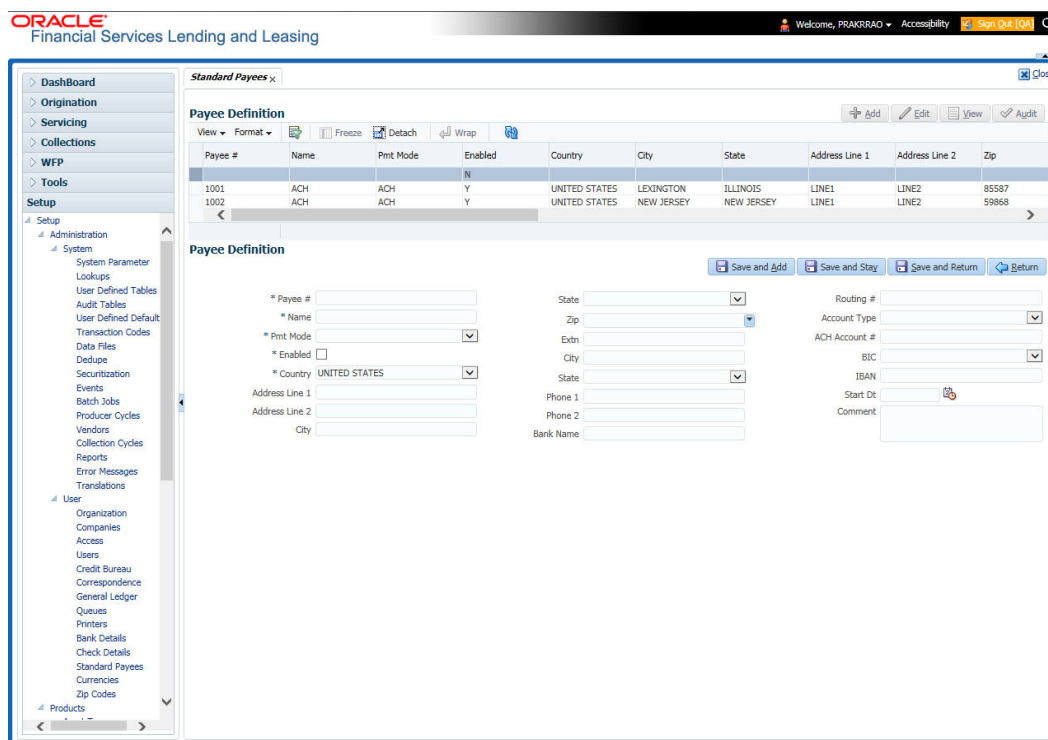 ORACLE
Financial Services Lending and Leasing
Welcome, PRAKRRAO Accessibility Sign Out [QA]
DashBoard
Origination
Servicing
Collections
WFP
Tools
Setup
Setup
Administration
System
System Parameter
Lookups
User Defined Tables
Audit Tables
User Defined Default
Transaction Codes
Data Files
Dedupe
Securitization
Events
Batch Jobs
Producer Cycles
Vendors
Collection Cycles
Reports
Error Messages
Translations
User
Organization
Companies
Access
Users
Credit Bureau
Correspondence
General Ledger
Queues
Printers
Bank Details
Check Details
Standard Payees
Currencies
Zip Codes
Products
Standard Payees x
Clos
Payee Definition
Add Edit View Audit
View Format Freeze Detach Wrap
Payee # Name Pmt Mode Enabled Country City State Address Line 1 Address Line 2 Zip
N
1001 ACH ACH Y UNITED STATES LEXINGTON ILLINOIS LINE1 LINE2 85587
1002 ACH ACH Y UNITED STATES NEW JERSEY NEW JERSEY LINE1 LINE2 59868
Payee Definition
Save and Add Save and Stay Save and Return Return
* Payee #
* Name
* Pmt Mode
* Enabled
* Country UNITED STATES
Address Line 1
Address Line 2
City
State
Zip
Extn
City
State
Phone 1
Phone 2
Bank Name
Routing #
Account Type
ACH Account #
BIC
IBAN
Start Dt
Comment